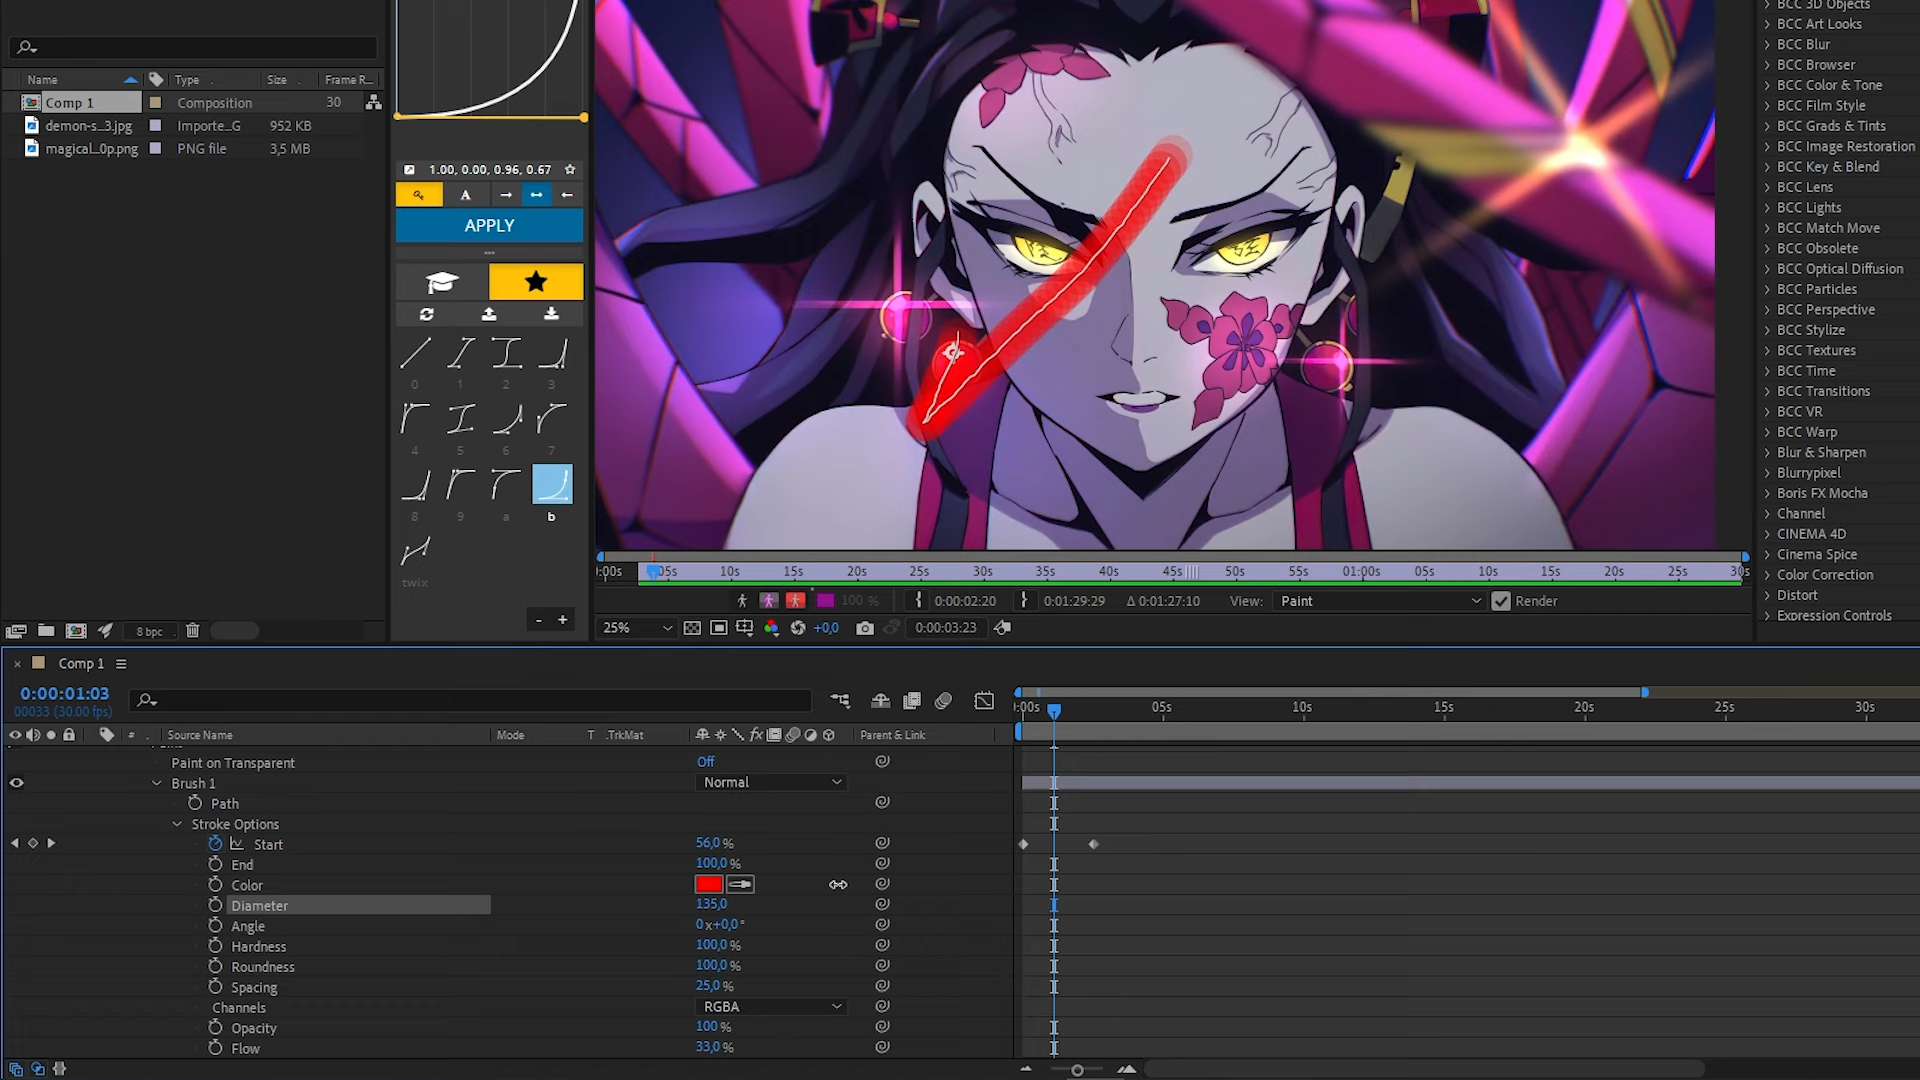 Name Type Size Frame R...
Comp 1 Composition 30
demon-s_3.jpg Importe...G 952 KB
magical...0p.png PNG file 3,5 MB
8 bpc
1.00, 0.00, 0.96, 0.67
A
APPLY
0 1 2 3
4 5 6 7
8 9 a b
twix
- +
BCC 3D Objects
BCC Art Looks
BCC Blur
BCC Browser
BCC Color & Tone
BCC Film Style
BCC Grads & Tints
BCC Image Restoration
BCC Key & Blend
BCC Lens
BCC Lights
BCC Match Move
BCC Obsolete
BCC Optical Diffusion
BCC Particles
BCC Perspective
BCC Stylize
BCC Textures
BCC Time
BCC Transitions
BCC VR
BCC Warp
Blur & Sharpen
Blurrypixel
Boris FX Mocha
Channel
CINEMA 4D
Cinema Spice
Color Correction
Distort
Expression Controls
:00s 05s 10s 15s 20s 25s 30s 35s 40s 45s 50s 55s 01:00s 05s 10s 15s 20s 25s 30s
100 % 0:00:02:20 0:01:29:29 Δ 0:01:27:10 View: Paint Render
25% +0,0 0:00:03:23
Comp 1
0:00:01:03
00033 (30.00 fps)
:00s 05s 10s 15s 20s 25s 30s
# . Source Name Mode T .TrkMat fx Parent & Link
Paint on Transparent Off
Brush 1 Normal
Path
Stroke Options
Start 56,0 %
End 100,0 %
Color
Diameter 135,0
Angle 0 x+0,0 °
Hardness 100,0 %
Roundness 100,0 %
Spacing 25,0 %
Channels RGBA
Opacity 100 %
Flow 33,0 %